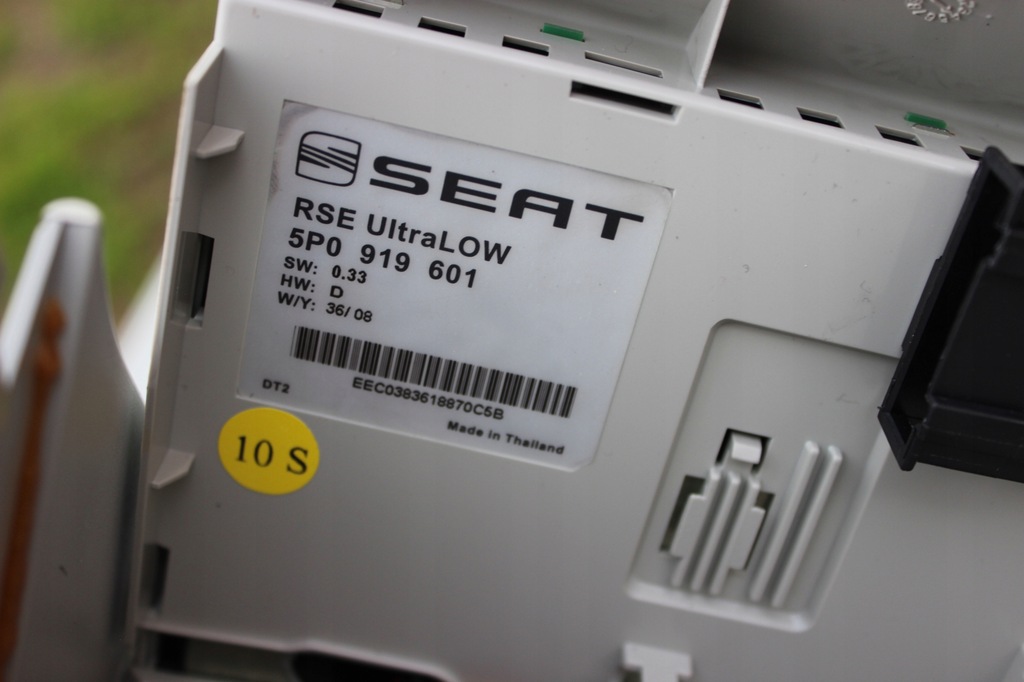 SEAT
RSE UltraLOW
5P0 919 601
SW: 0.33
HW: D
W/Y: 36/08
EEC0383618870C5B
DT2
Made in Thailand
10 S